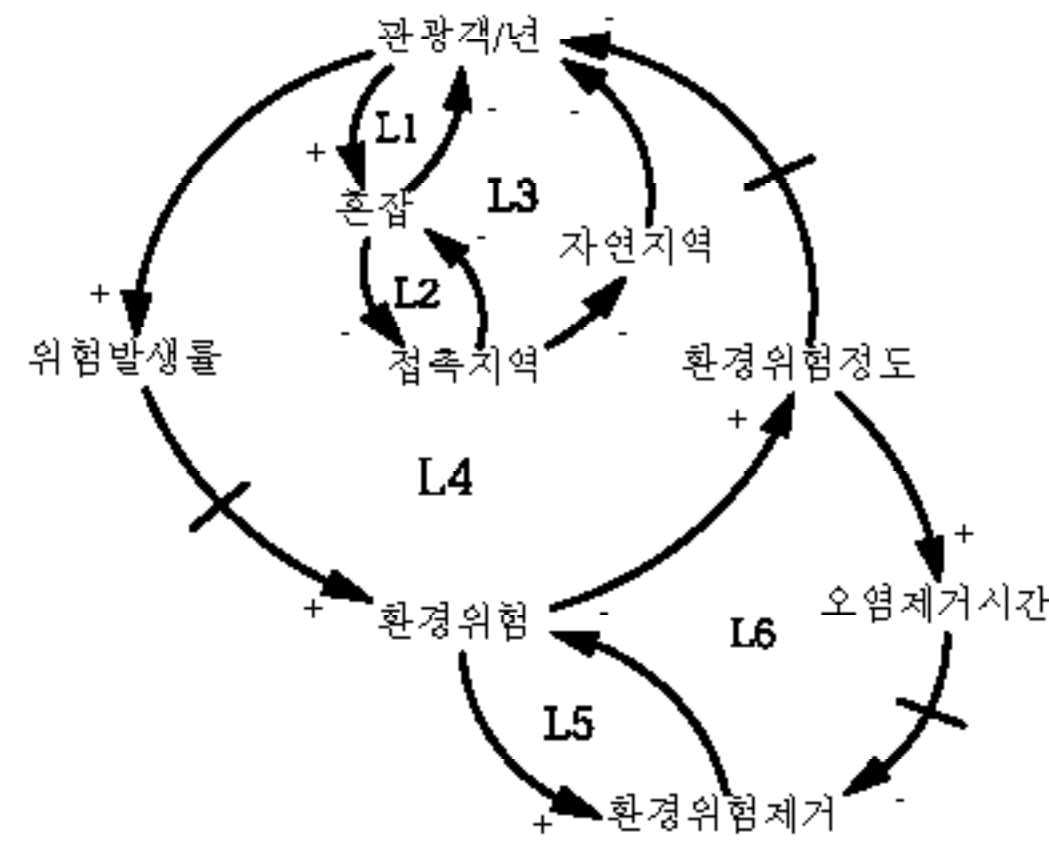 관광객/년
-
L1
-
-
+
혼잡
L3
-
자연지역
+
L2
-
-
위험발생률
접촉지역
환경위험정도
+
L4
+
+
환경위험
-
오염제거시간
L6
L5
-
+
환경위험제거